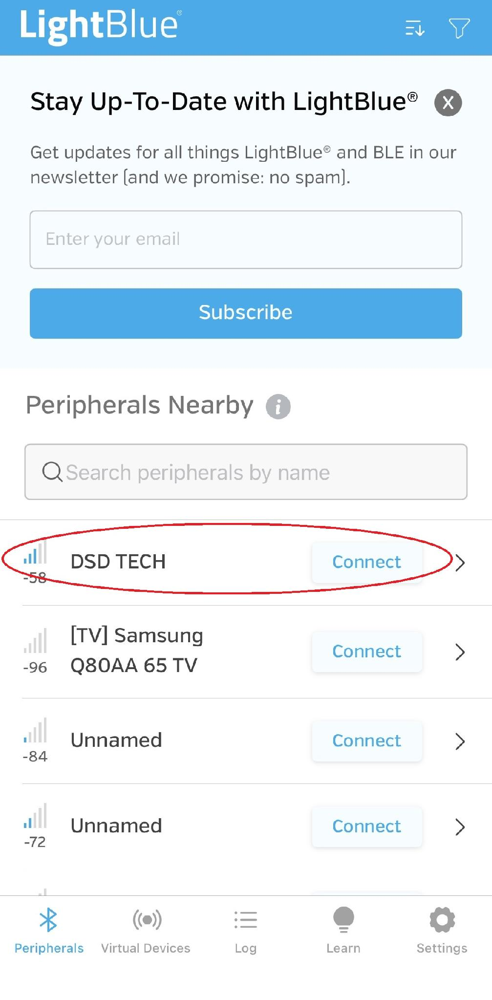 LightBlue®
Stay Up-To-Date with LightBlue®
X
Get updates for all things LightBlue® and BLE in our
newsletter (and we promise: no spam).
Enter your email
Subscribe
Peripherals Nearby i
Search peripherals by name
DSD TECH Connect
-58
[TV] Samsung
Q80AA 65 TV
Connect
-96
Unnamed Connect
-84
Unnamed Connect
-72
Peripherals Virtual Devices Log Learn Settings